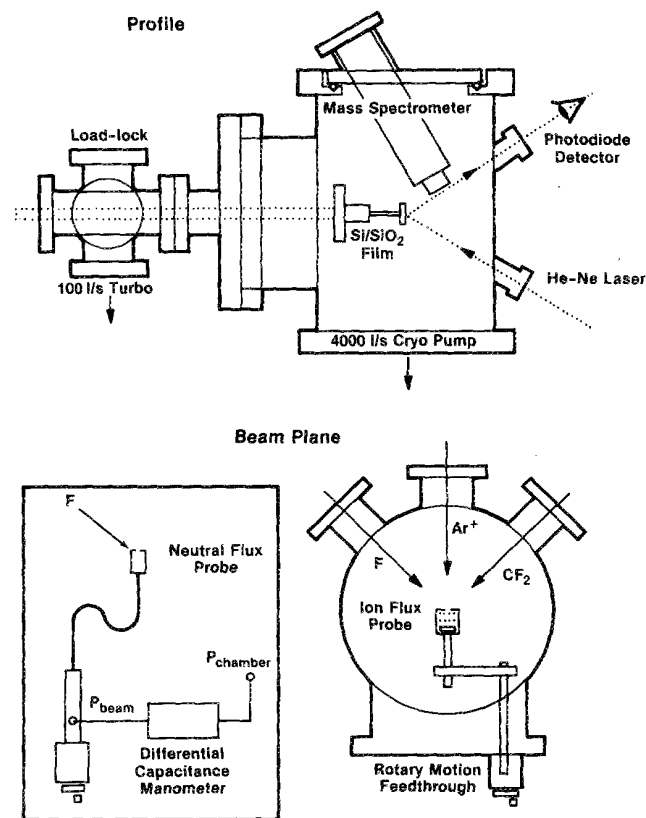 Profile
Load-lock
Mass Spectrometer
Photodiode
Detector
Si/SiO₂
Film
100 l/s Turbo
He-Ne Laser
4000 l/s Cryo Pump
Beam Plane
F
Neutral Flux
Probe
Pchamber
Pbeam
Differential
Capacitance
Manometer
Ar⁺
F
CF₂
Ion Flux
Probe
Rotary Motion
Feedthrough